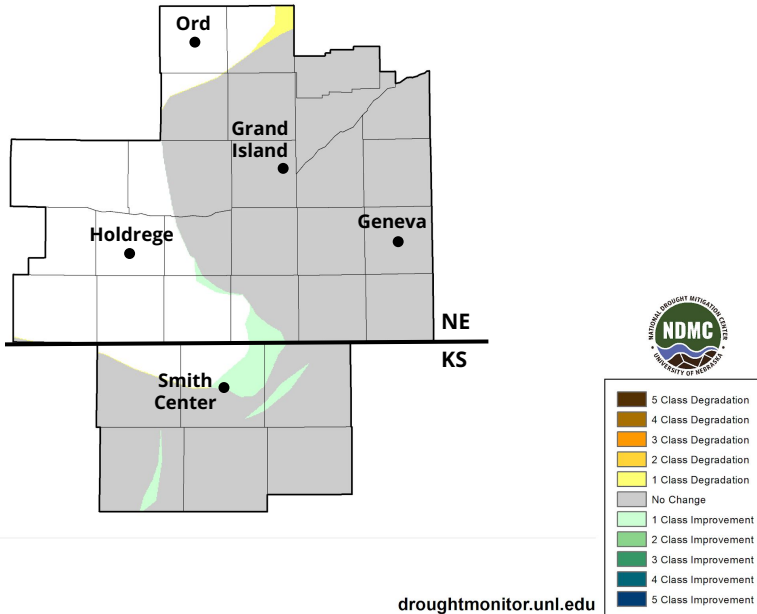 Ord
Grand
Island
Geneva
Holdrege
NE
KS
Smith
Center
NATIONAL DROUGHT MITIGATION CENTER
NDMC
UNIVERSITY OF NEBRASKA
5 Class Degradation
4 Class Degradation
3 Class Degradation
2 Class Degradation
1 Class Degradation
No Change
1 Class Improvement
2 Class Improvement
3 Class Improvement
4 Class Improvement
5 Class Improvement
droughtmonitor.unl.edu